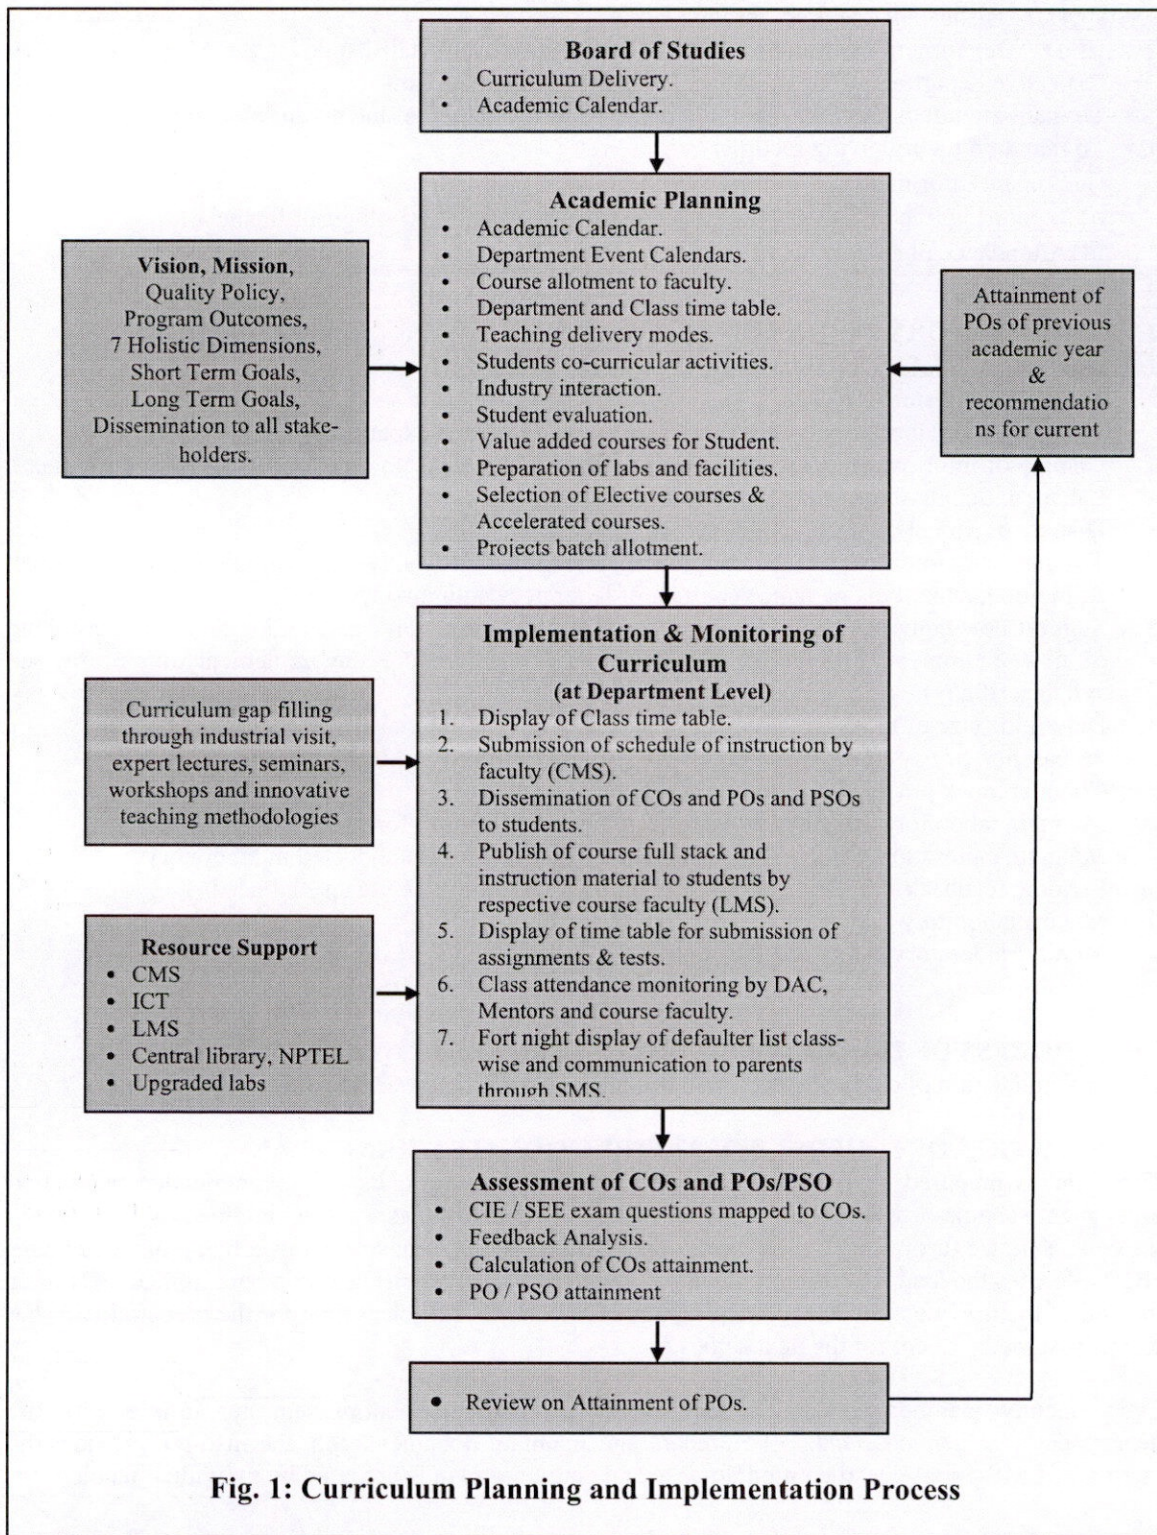 Board of Studies
• Curriculum Delivery.
• Academic Calendar.
Academic Planning
• Academic Calendar.
• Department Event Calendars.
• Course allotment to faculty.
• Department and Class time table.
• Teaching delivery modes.
• Students co-curricular activities.
• Industry interaction.
• Student evaluation.
• Value added courses for Student.
• Preparation of labs and facilities.
• Selection of Elective courses &
Accelerated courses.
• Projects batch allotment.
Vision, Mission,
Quality Policy,
Program Outcomes,
7 Holistic Dimensions,
Short Term Goals,
Long Term Goals,
Dissemination to all stake-
holders.
Attainment of
POs of previous
academic year
&
recommendatio
ns for current
Implementation & Monitoring of
Curriculum
(at Department Level)
1. Display of Class time table.
2. Submission of schedule of instruction by
faculty (CMS).
3. Dissemination of COs and POs and PSOs
to students.
4. Publish of course full stack and
instruction material to students by
respective course faculty (LMS).
5. Display of time table for submission of
assignments & tests.
6. Class attendance monitoring by DAC,
Mentors and course faculty.
7. Fort night display of defaulter list class-
wise and communication to parents
through SMS.
Curriculum gap filling
through industrial visit,
expert lectures, seminars,
workshops and innovative
teaching methodologies
Resource Support
• CMS
• ICT
• LMS
• Central library, NPTEL
• Upgraded labs
Assessment of COs and POs/PSO
• CIE / SEE exam questions mapped to COs.
• Feedback Analysis.
• Calculation of COs attainment.
• PO / PSO attainment
• Review on Attainment of POs.
Fig. 1: Curriculum Planning and Implementation Process